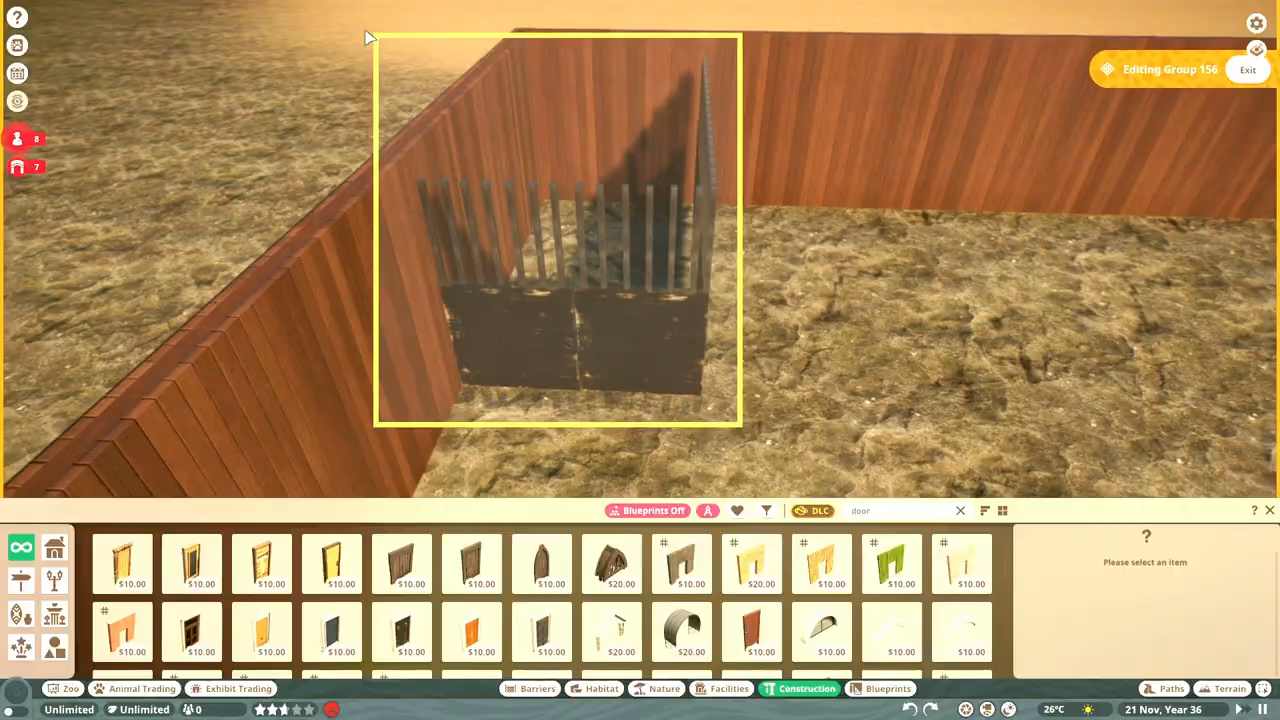 ?
Editing Group 156 Exit
8
7
Blueprints Off DLC door ?
$10.00 $10.00 $10.00 $10.00 $10.00 $10.00 $10.00 $20.00 # $10.00 # $20.00 # $10.00 # $10.00 # $10.00
?
Please select an item
# $10.00 $10.00 $10.00 $10.00 $10.00 $10.00 $10.00 $20.00 $20.00 $10.00 $10.00 $10.00 $10.00
Zoo Animal Trading Exhibit Trading Barriers Habitat Nature Facilities Construction Blueprints Paths Terrain
Unlimited Unlimited 0 26°C 21 Nov, Year 36